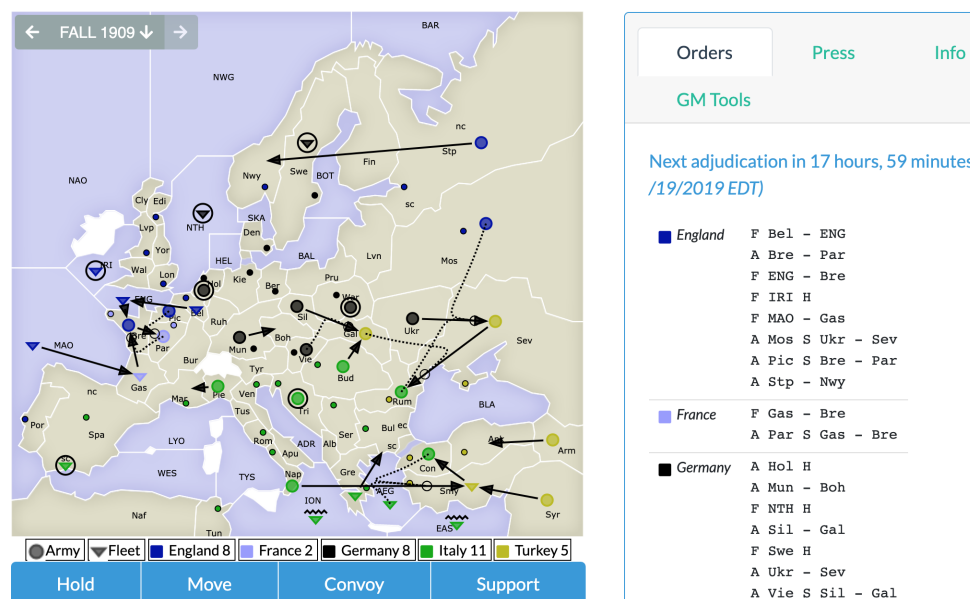 FALL 1909
BAR
NWG
nc
Stp
Fin
NAO
Nwy
Swe
BOT
sc
Cly
Edi
SKA
NTH
Lvp
Den
Mos
Yor
HEL
BAL
Lvn
IRI
Wal
Lon
Hol
Kie
Ber
Pru
ENG
War
Bel
Pic
Ruh
Sil
Gal
Ukr
Bre
Par
Mun
Boh
Vie
Sev
MAO
Bur
Tyr
Bud
Gas
nc
Mar
Pie
Ven
Rum
Por
Spa
Tus
Tri
BLA
LYO
Rom
ADR
Alb
Ser
Bul
ec
sc
Ank
Arm
sc
WES
TYS
Apu
Nap
Gre
Con
ION
AEG
Smy
Syr
Naf
Tun
EAS
Army
Fleet
England 8
France 2
Germany 8
Italy 11
Turkey 5
Hold
Move
Convoy
Support
Orders
Press
Info
GM Tools
Next adjudication in 17 hours, 59 minutes
/19/2019 EDT)
England
F Bel - ENG
A Bre - Par
F ENG - Bre
F IRI H
F MAO - Gas
A Mos S Ukr - Sev
A Pic S Bre - Par
A Stp - Nwy
France
F Gas - Bre
A Par S Gas - Bre
Germany
A Hol H
A Mun - Boh
F NTH H
A Sil - Gal
F Swe H
A Ukr - Sev
A Vie S Sil - Gal